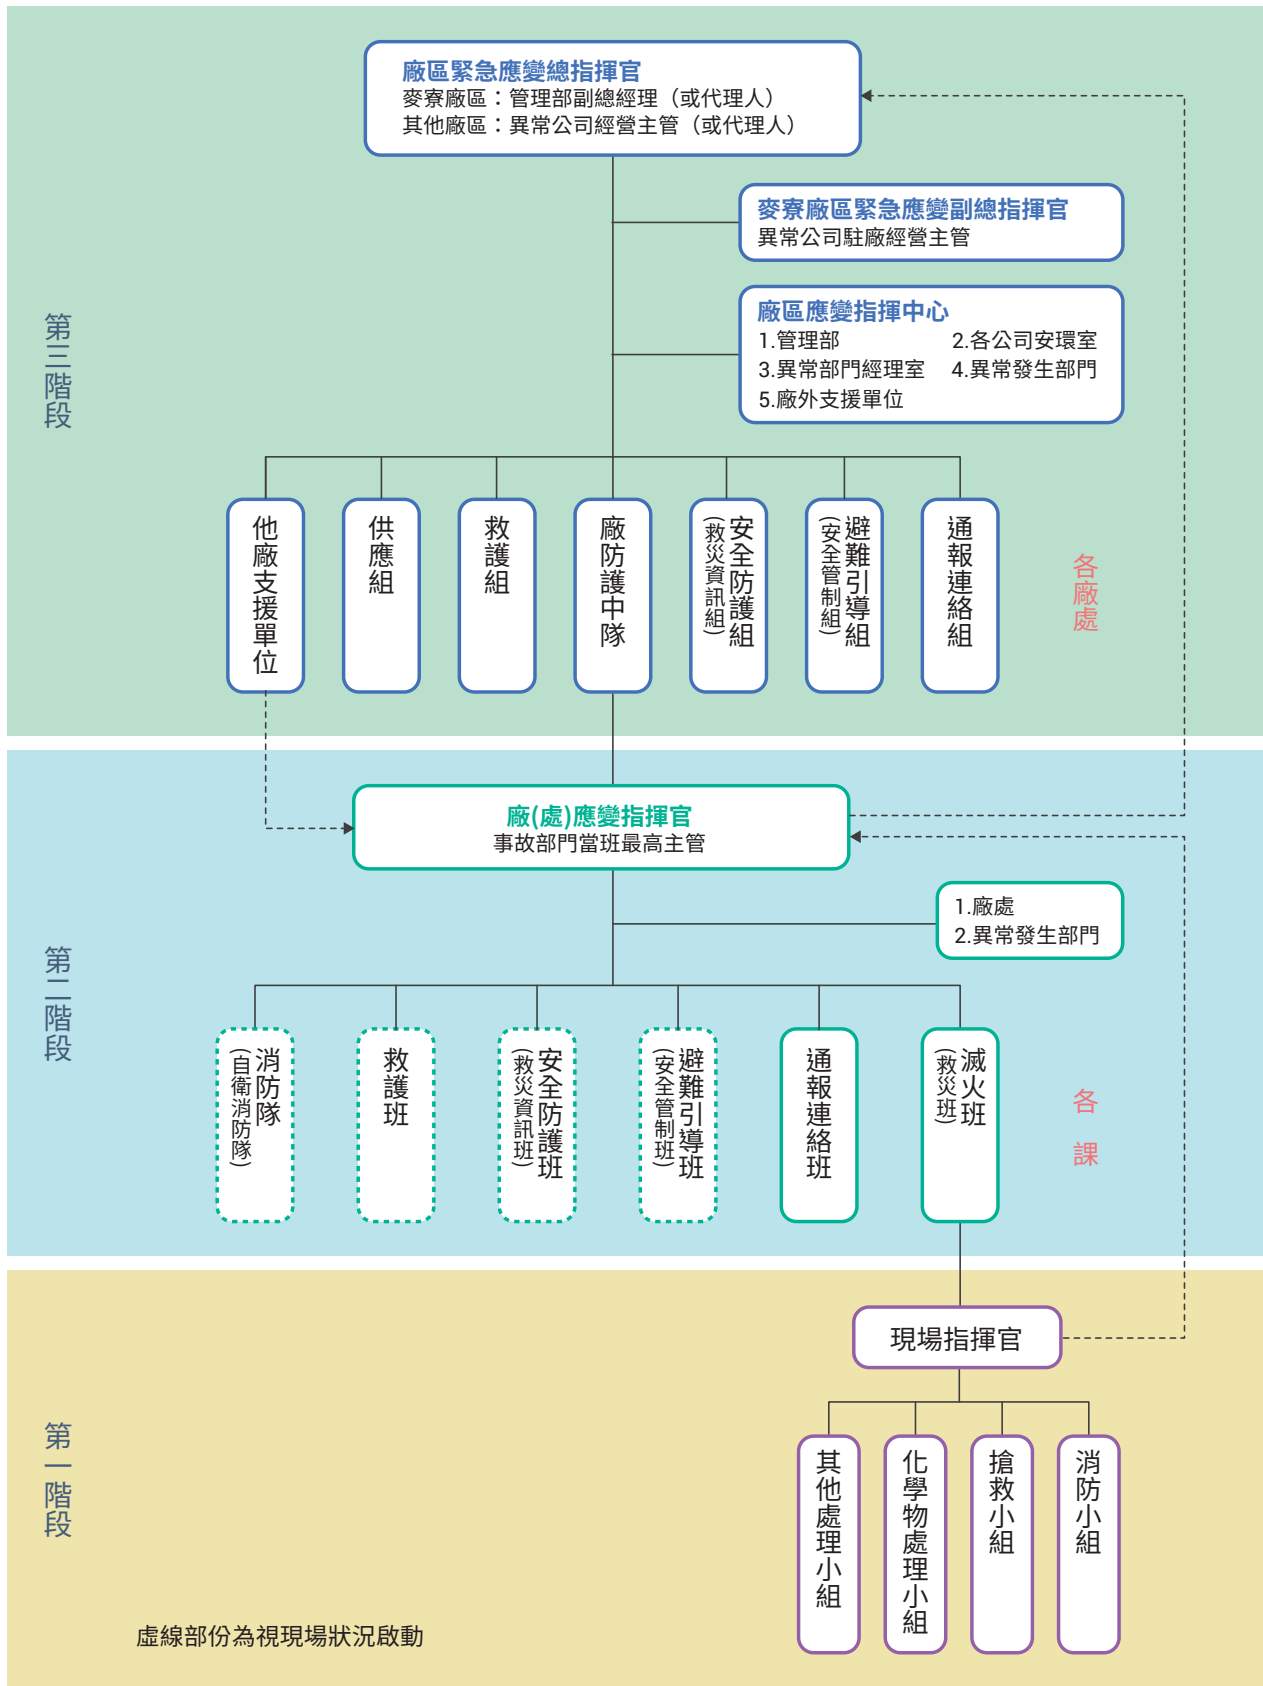 廠區緊急應變總指揮官
麥寮廠區：管理部副總經理（或代理人）
其他廠區：異常公司經營主管（或代理人）
麥寮廠區緊急應變副總指揮官
異常公司駐廠經營主管
廠區應變指揮中心
1.管理部 2.各公司安環室
3.異常部門經理室 4.異常發生部門
5.廠外支援單位
第三階段
他廠支援單位
供應組
救護組
廠防護中隊
安全防護組
(救災資訊組)
避難引導組
(安全管制組)
通報連絡組
各廠處
廠(處)應變指揮官
事故部門當班最高主管
1.廠處
2.異常發生部門
第二階段
消防隊
(自衛消防隊)
救護班
安全防護班
(救災資訊班)
避難引導班
(安全管制班)
通報連絡班
滅火班
(救災班)
各課
現場指揮官
第一階段
其他處理小組
化學物處理小組
搶救小組
消防小組
虛線部份為視現場狀況啟動